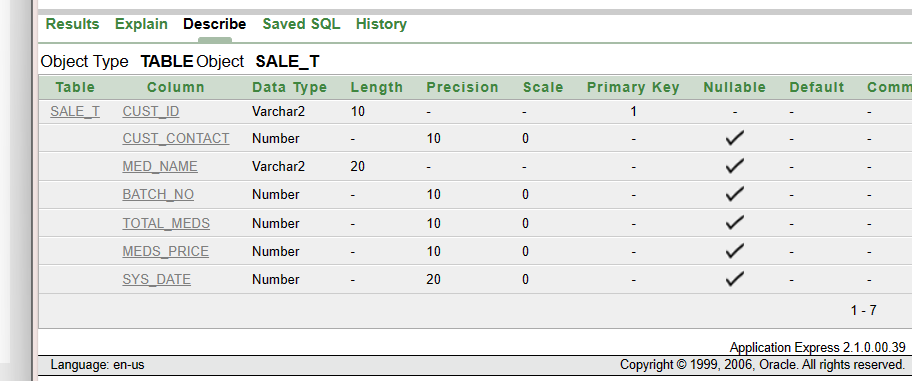 Results Explain Describe Saved SQL History
Object Type TABLE Object SALE_T
Table Column Data Type Length Precision Scale Primary Key Nullable Default Comm
SALE_T CUST_ID Varchar2 10 - - 1 - - -
CUST_CONTACT Number - 10 0 - ✓ - -
MED_NAME Varchar2 20 - - - ✓ - -
BATCH_NO Number - 10 0 - ✓ - -
TOTAL_MEDS Number - 10 0 - ✓ - -
MEDS_PRICE Number - 10 0 - ✓ - -
SYS_DATE Number - 20 0 - ✓ - -
1 - 7
Application Express 2.1.0.00.39
Language: en-us Copyright © 1999, 2006, Oracle. All rights reserved.